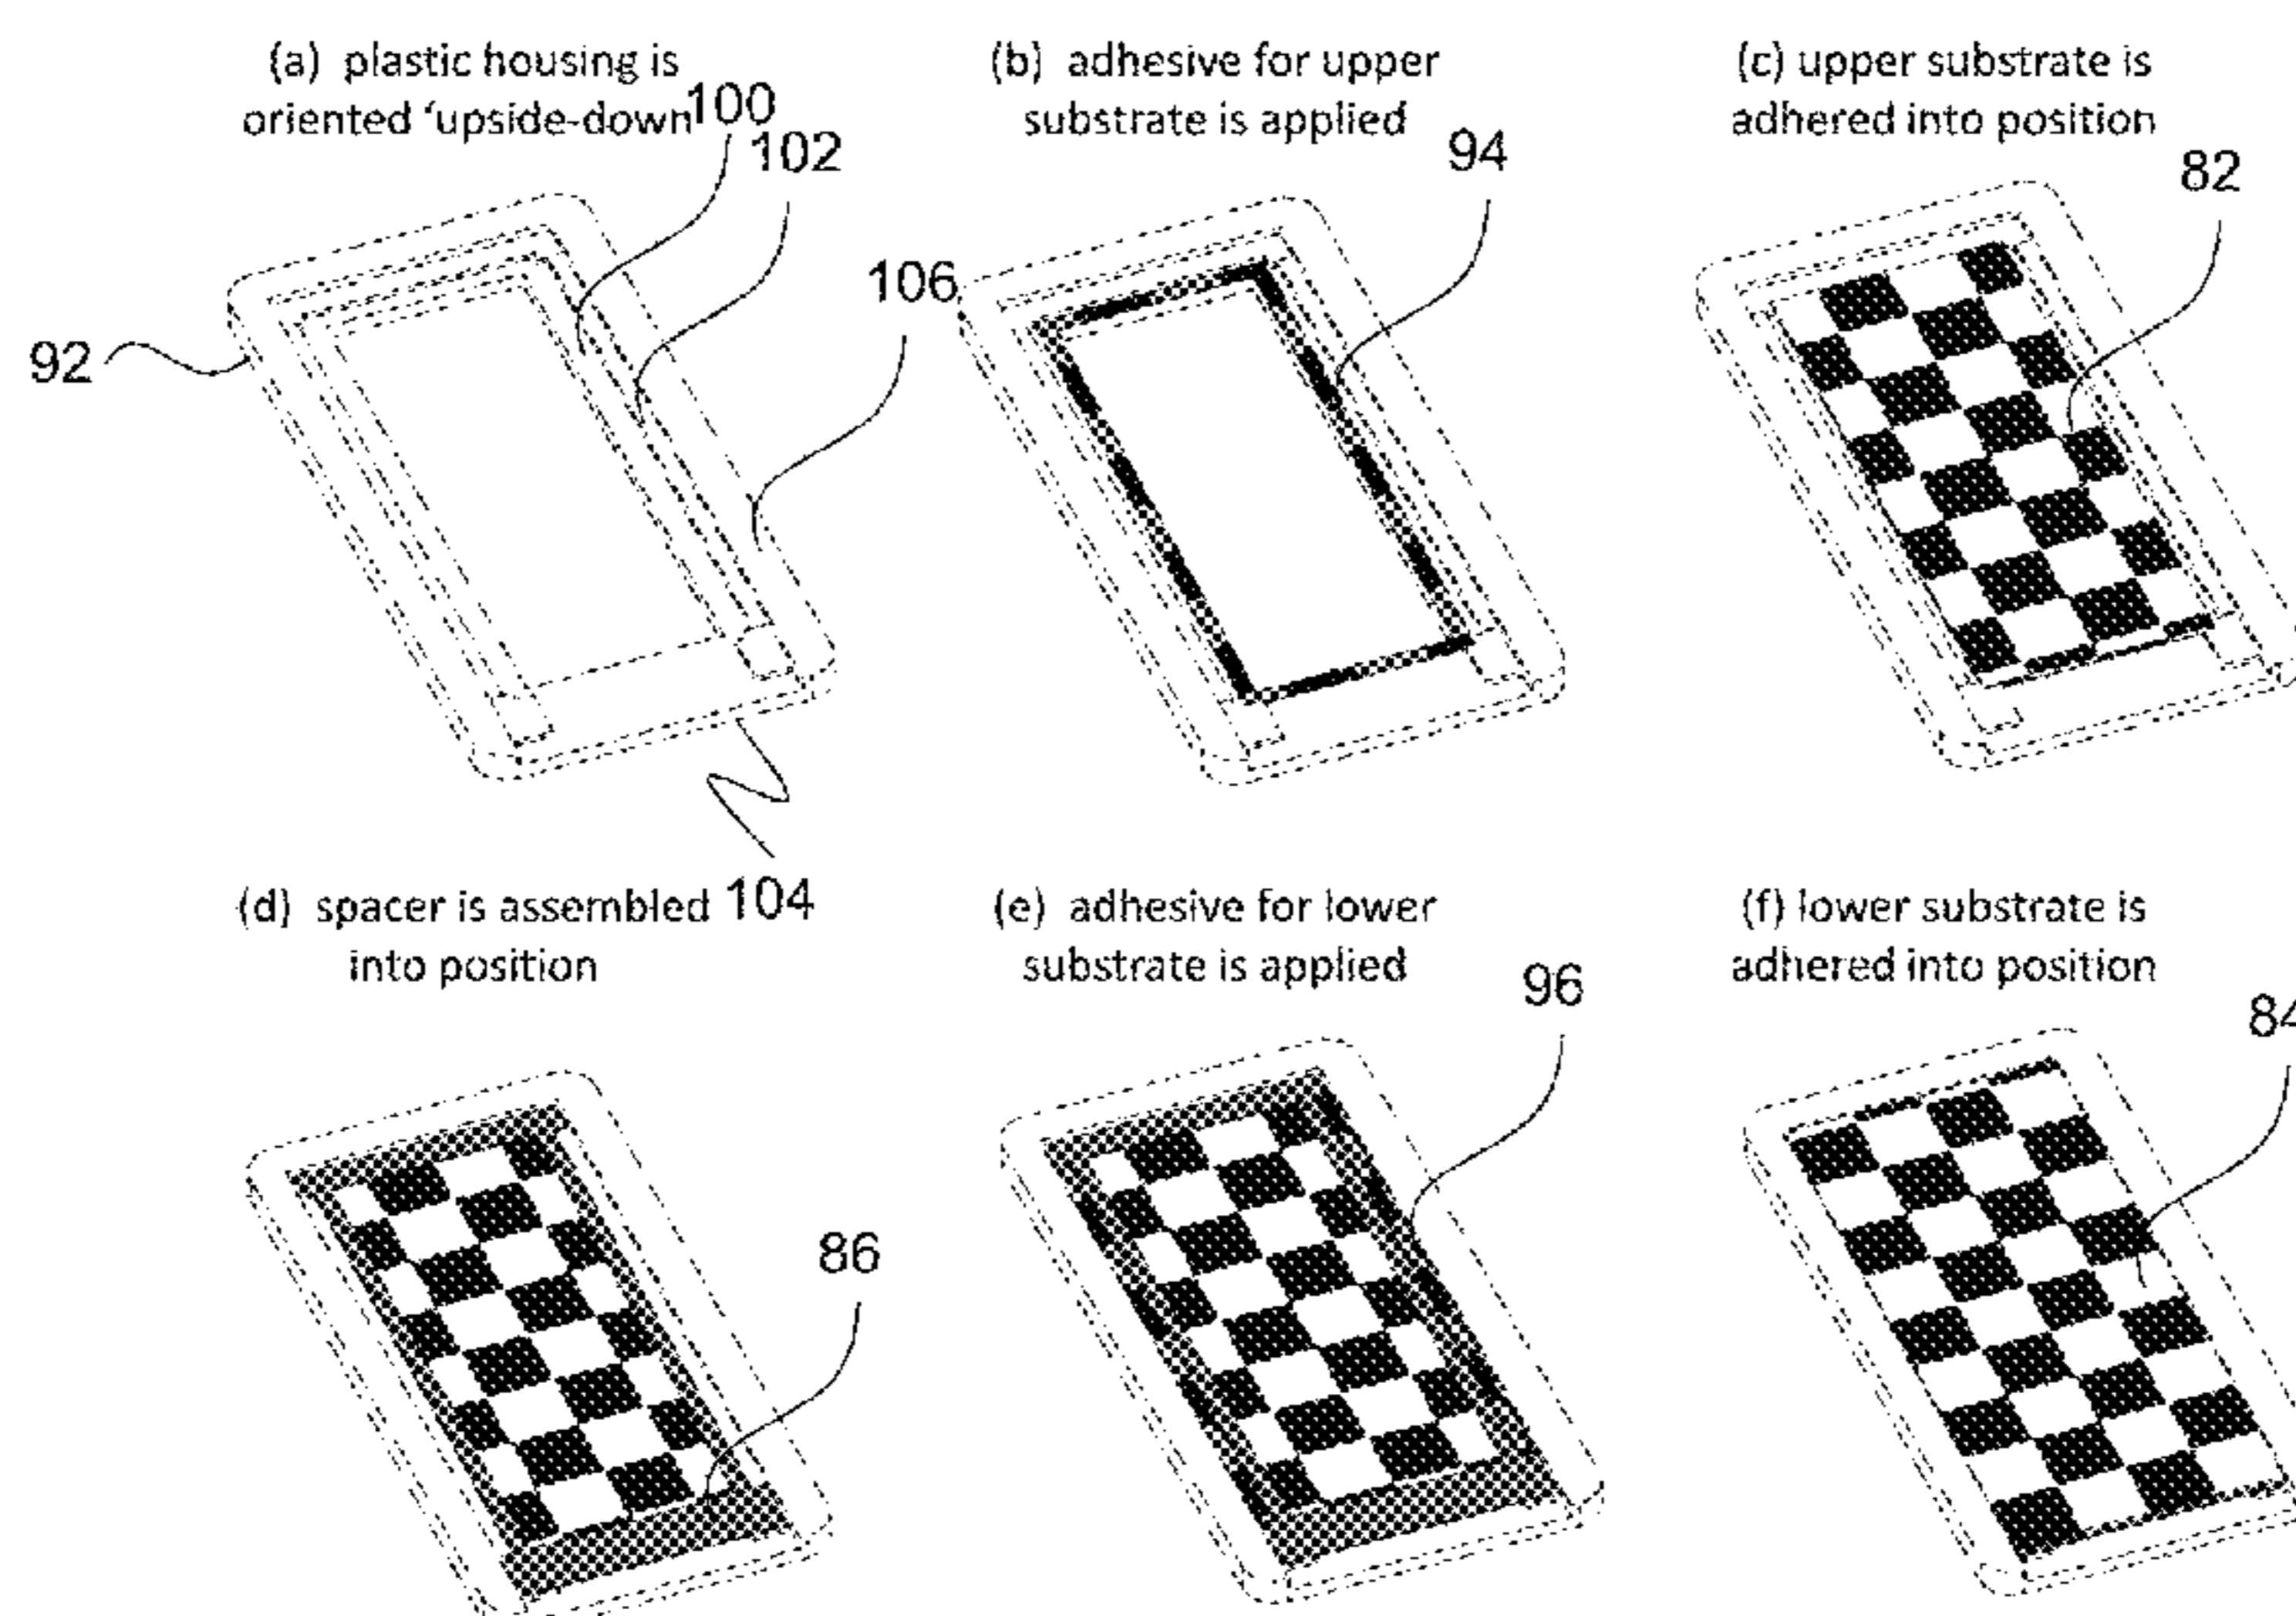 (a) plastic housing is
oriented ‘upside-down
100
102
106
92
104
(b) adhesive for upper
substrate is applied
94
(c) upper substrate is
adhered into position
82
(d) spacer is assembled
into position
86
(e) adhesive for lower
substrate is applied
96
(f) lower substrate is
adhered into position
84